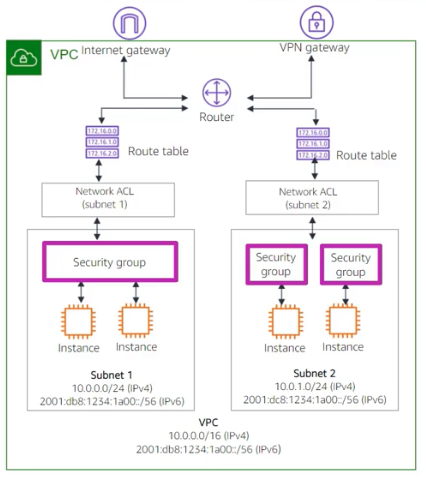 Internet gateway
VPN gateway
VPC
Router
172.16.0.0
172.16.1.0
172.16.2.0
Route table
172.16.0.0
172.16.1.0
172.16.2.0
Route table
Network ACL
(subnet 1)
Network ACL
(subnet 2)
Security group
Security
group
Security
group
Instance
Instance
Instance
Instance
Subnet 1
10.0.0.0/24 (IPv4)
2001:db8:1234:1a00::/56 (IPv6)
Subnet 2
10.0.1.0/24 (IPv4)
2001:dc8:1234:1a00::/56 (IPv6)
VPC
10.0.0.0/16 (IPv4)
2001:db8:1234:1a00::/56 (IPv6)